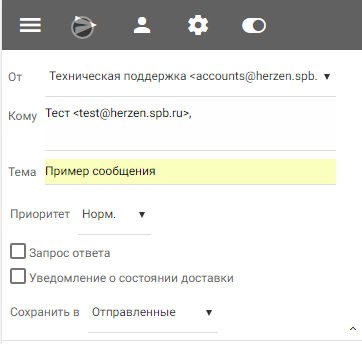 От Техническая поддержка <accounts@herzen.spb.
Кому Тест <test@herzen.spb.ru>,
Тема Пример сообщения
Приоритет Норм.
Запрос ответа
Уведомление о состоянии доставки
Сохранить в Отправленные